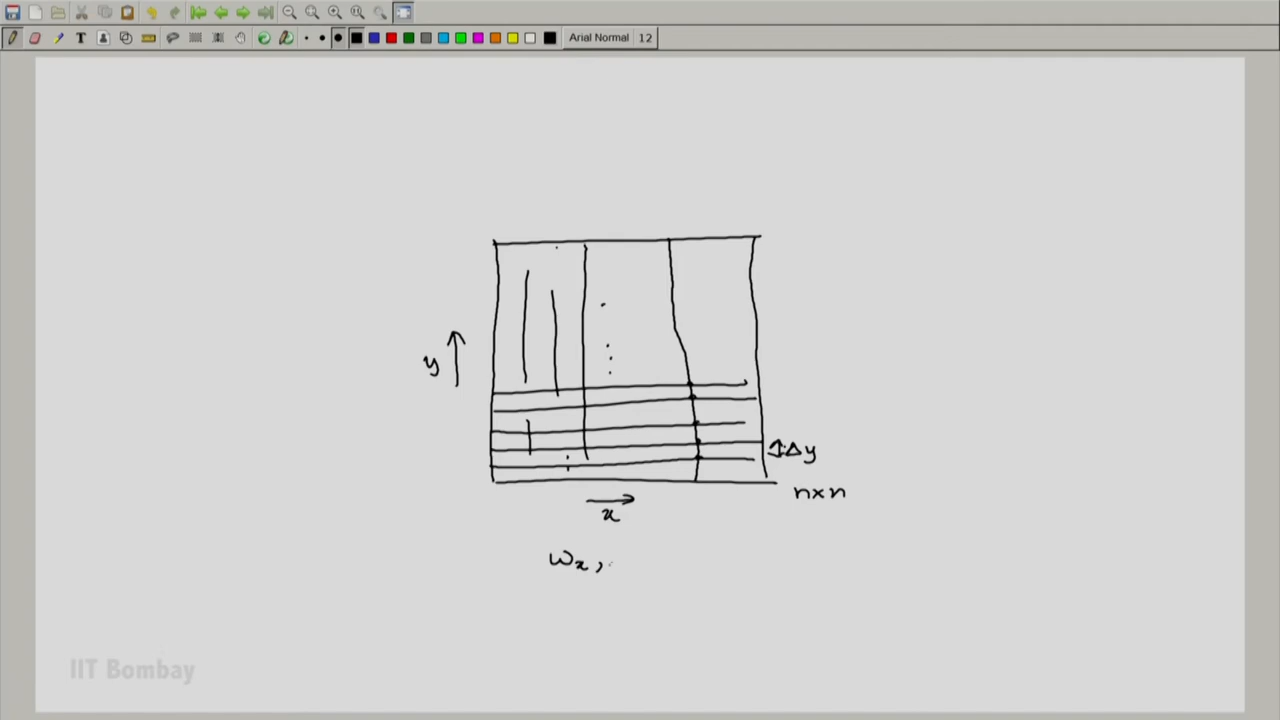 Arial Normal 12
y
Δy
n×n
x
ωx,
IIT Bombay